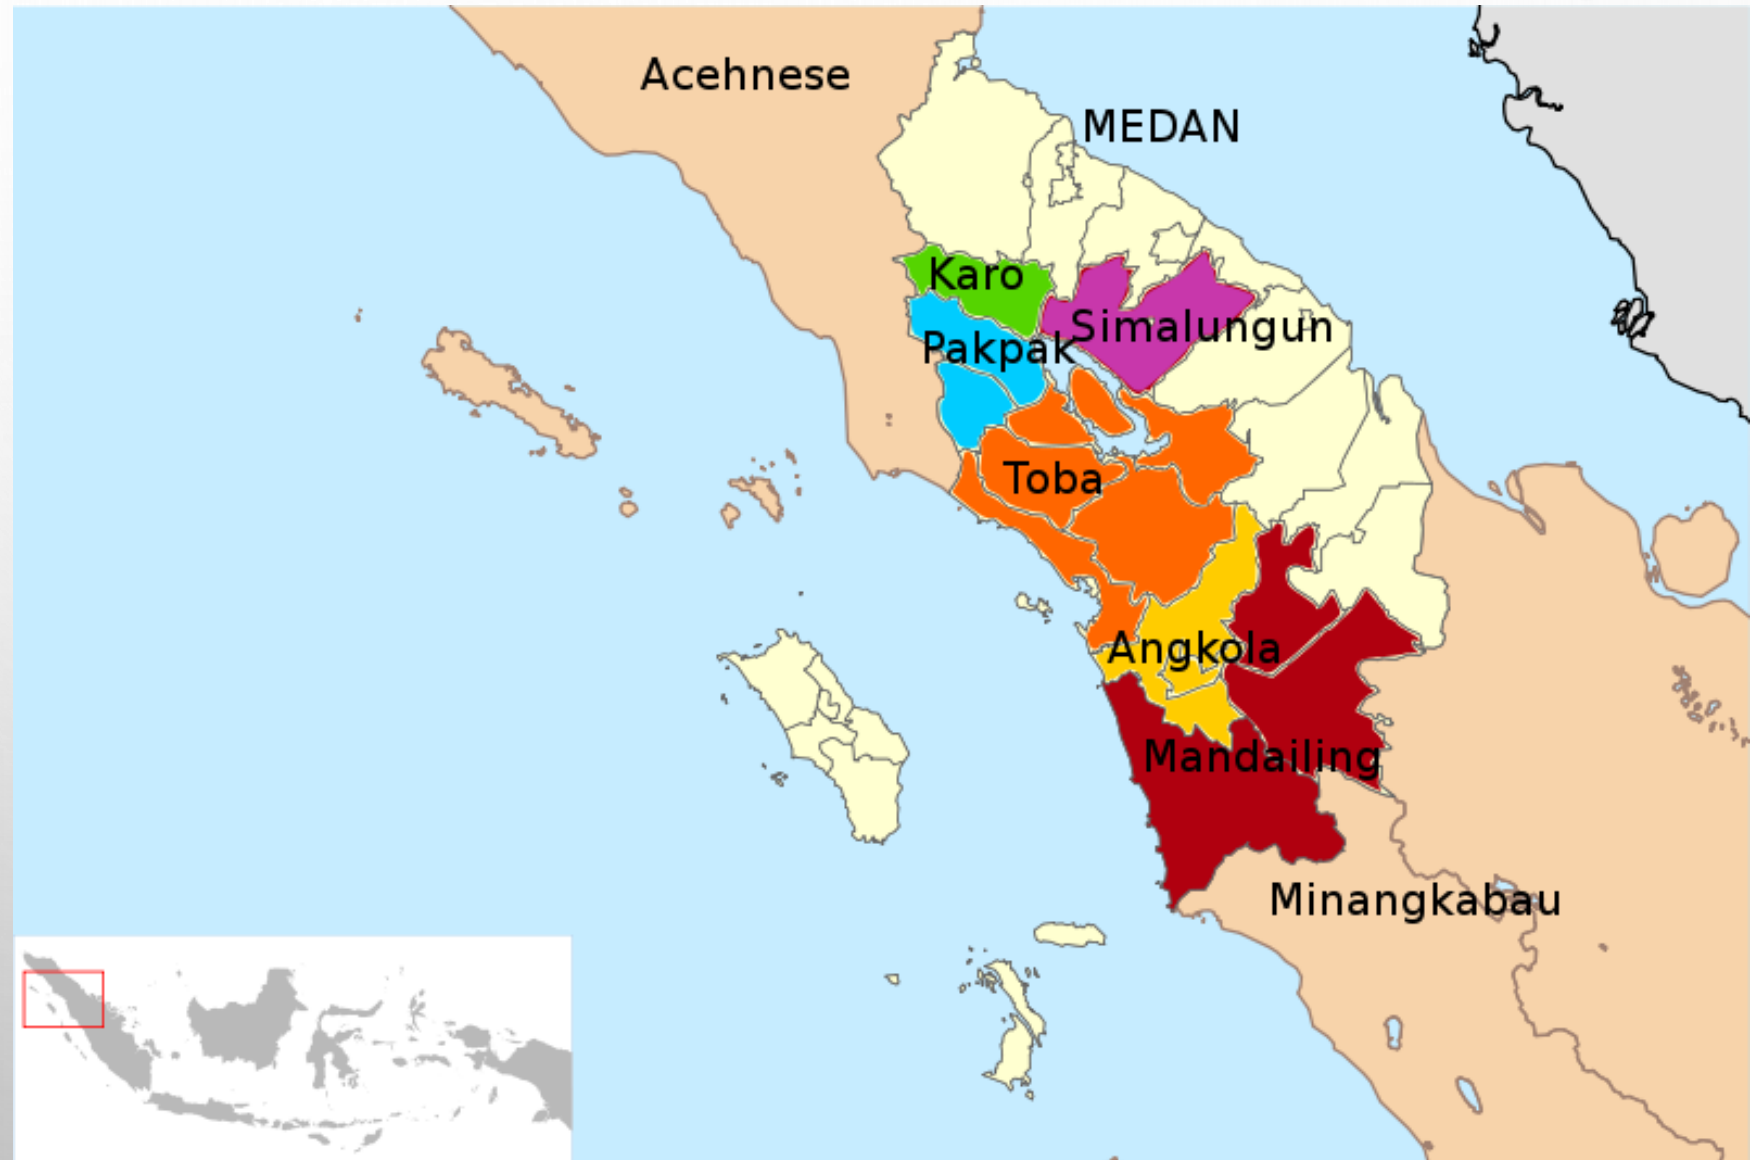 Acehnese
MEDAN
Karo
Simalungun
Pakpak
Toba
Angkola
Mandailing
Minangkabau